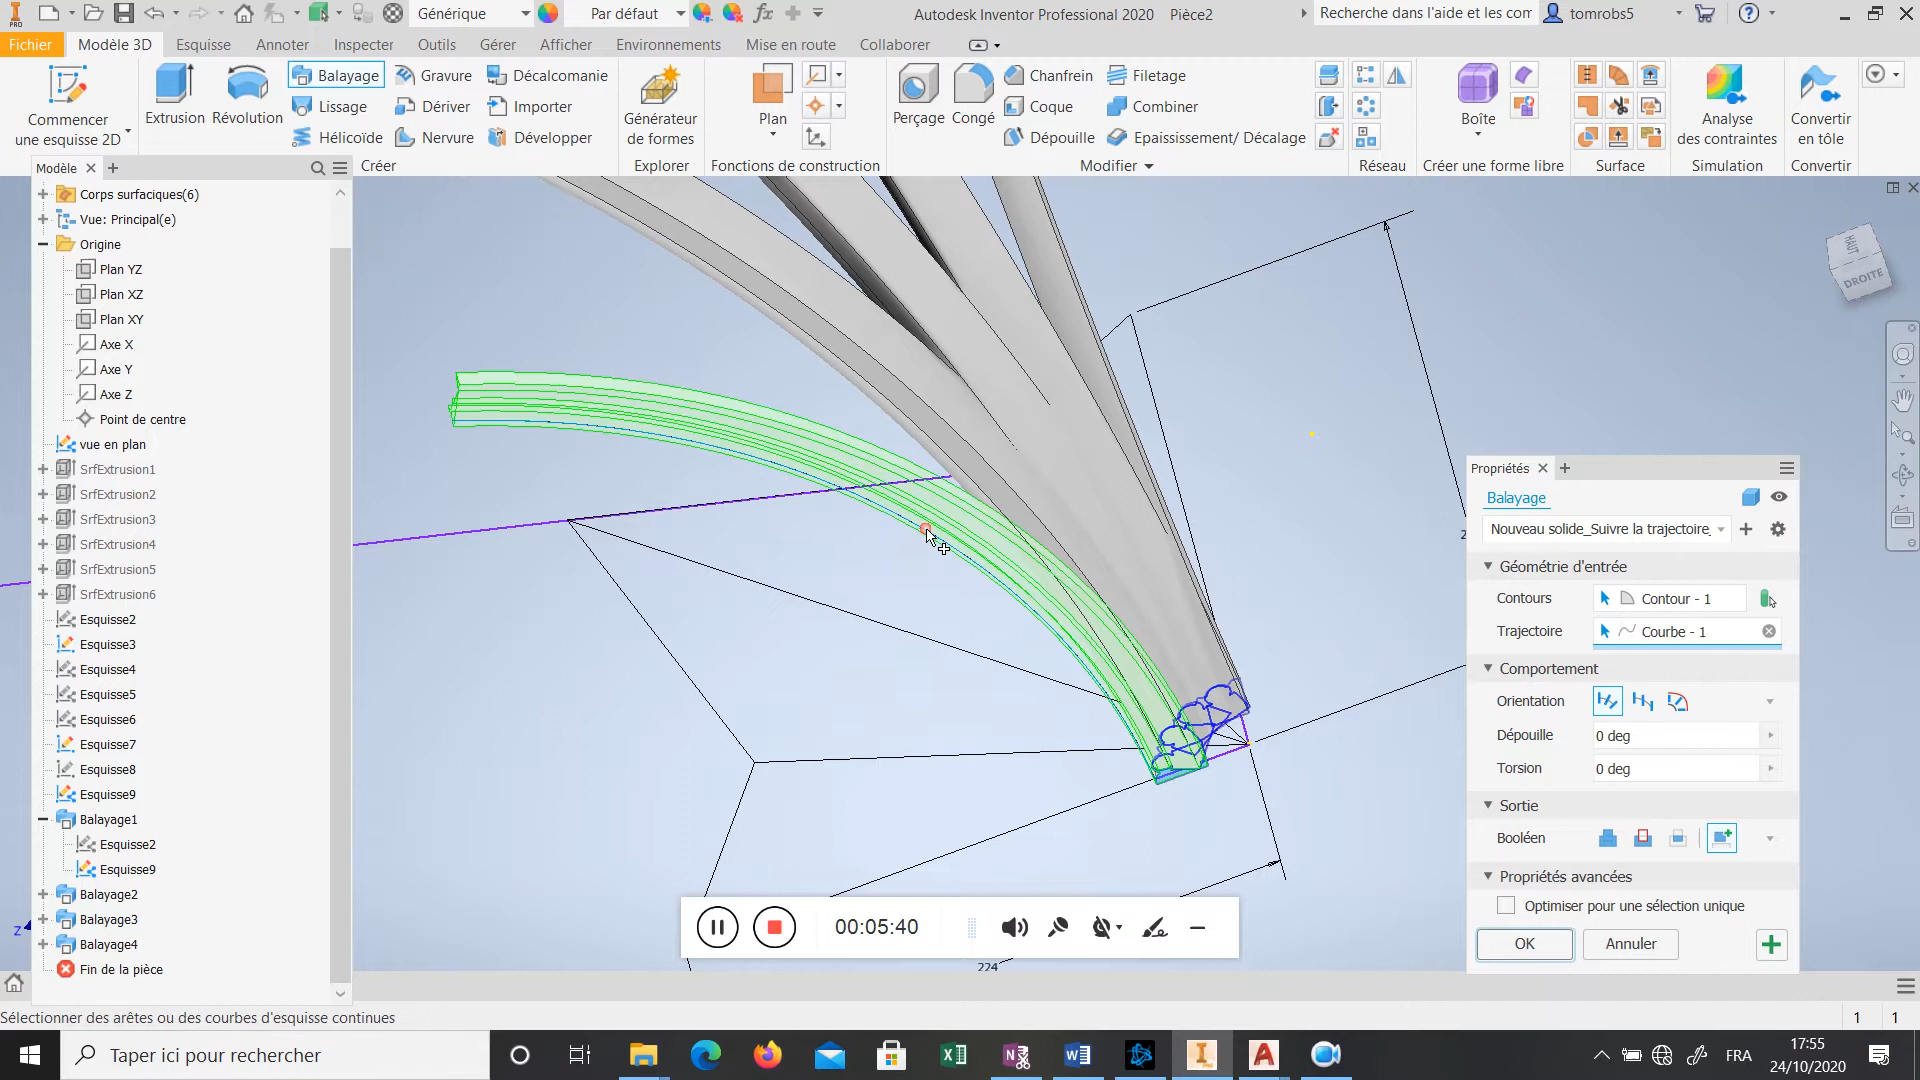 Générique
Par défaut
Autodesk Inventor Professional 2020 Pièce2
Recherche dans l'aide et les com
tomrobs5
PRO
Fichier
Modèle 3D
Esquisse
Annoter
Inspecter
Outils
Gérer
Afficher
Environnements
Mise en route
Collaborer
Commencer
une esquisse 2D
Extrusion
Révolution
Balayage
Lissage
Hélicoïde
Gravure
Dériver
Nervure
Décalcomanie
Importer
Développer
Générateur
de formes
Plan
Perçage
Congé
Chanfrein
Coque
Dépouille
Filetage
Combiner
Epaississement/ Décalage
Boîte
Analyse
des contraintes
Convertir
en tôle
Créer
Explorer
Fonctions de construction
Modifier
Réseau
Créer une forme libre
Surface
Simulation
Convertir
Modèle
Corps surfaciques(6)
Vue: Principal(e)
Origine
Plan YZ
Plan XZ
Plan XY
Axe X
Axe Y
Axe Z
Point de centre
vue en plan
SrfExtrusion1
SrfExtrusion2
SrfExtrusion3
SrfExtrusion4
SrfExtrusion5
SrfExtrusion6
Esquisse2
Esquisse3
Esquisse4
Esquisse5
Esquisse6
Esquisse7
Esquisse8
Esquisse9
Balayage1
Esquisse2
Esquisse9
Balayage2
Balayage3
Balayage4
Fin de la pièce
Z
HAUT
DROITE
2
224
Propriétés
Balayage
Nouveau solide_Suivre la trajectoire_
Géométrie d'entrée
Contours
Contour - 1
Trajectoire
Courbe - 1
Comportement
Orientation
Dépouille
0 deg
Torsion
0 deg
Sortie
Booléen
Propriétés avancées
Optimiser pour une sélection unique
OK
Annuler
00:05:40
Sélectionner des arêtes ou des courbes d'esquisse continues
1
1
Taper ici pour rechercher
FRA
17:55
24/10/2020